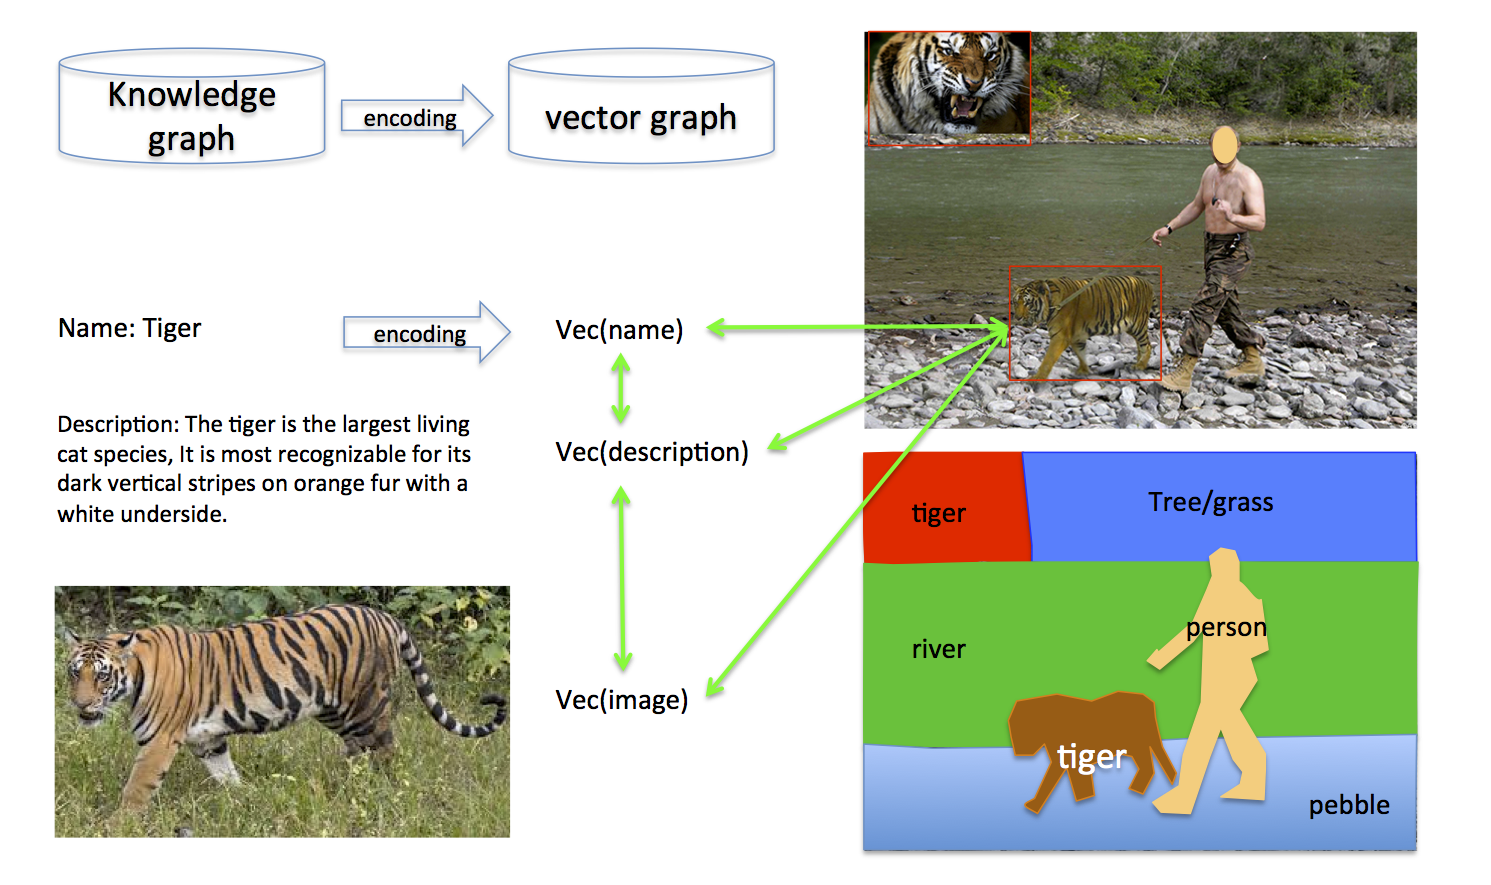 Knowledge
graph
encoding
vector graph
Name: Tiger
encoding
Vec(name)
Description: The tiger is the largest living
cat species, It is most recognizable for its
dark vertical stripes on orange fur with a
white underside.
Vec(description)
Vec(image)
tiger
Tree/grass
river
person
tiger
pebble